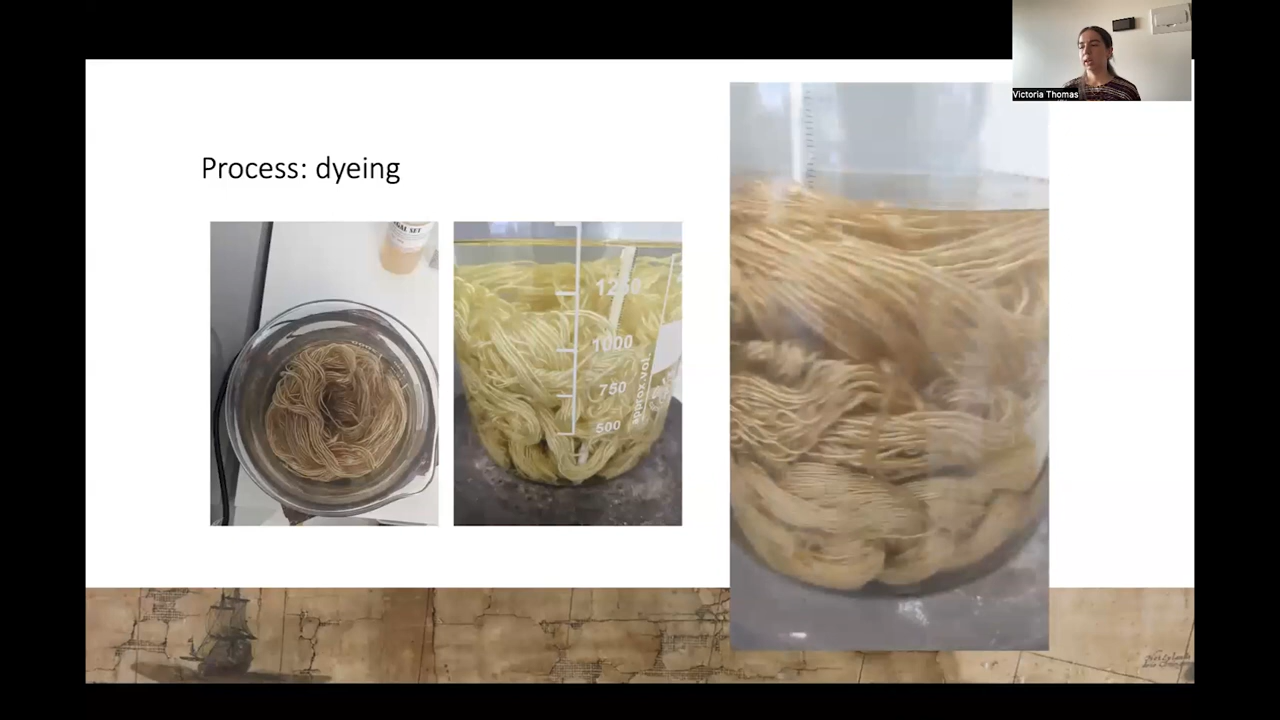 Victoria Thomas
Process: dyeing
1250
1000
750
500
approx.vol.